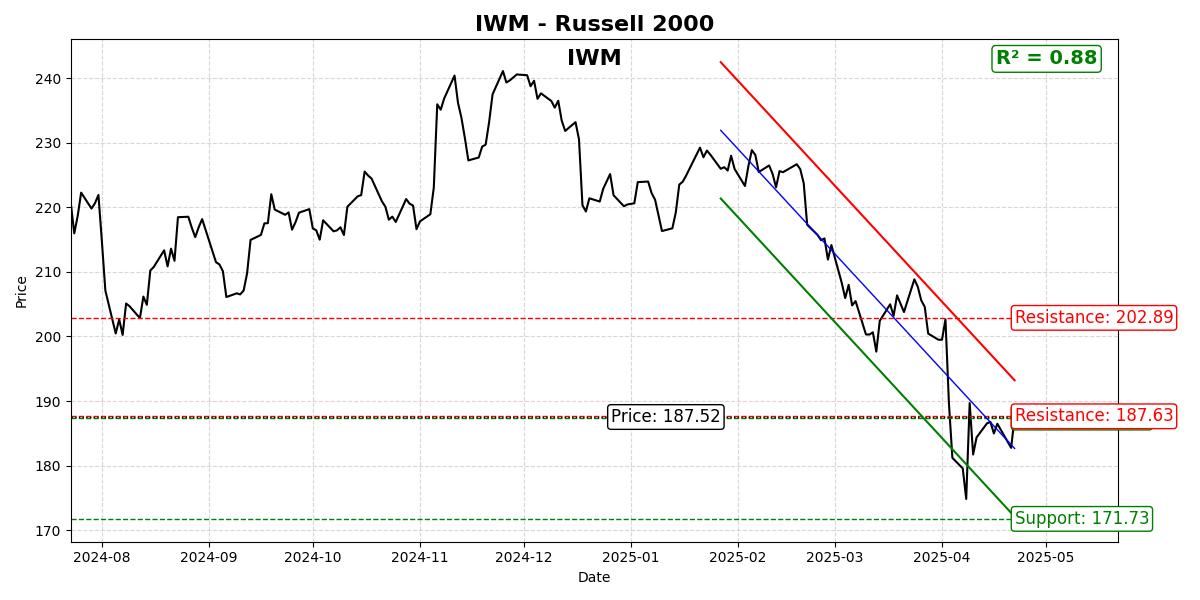 IWM - Russell 2000
IWM
R² = 0.88
240
230
220
210
200
190
180
170
Price
Resistance: 202.89
Price: 187.52
Resistance: 187.63
Support: 171.73
2024-08
2024-09
2024-10
2024-11
2024-12
2025-01
2025-02
2025-03
2025-04
2025-05
Date